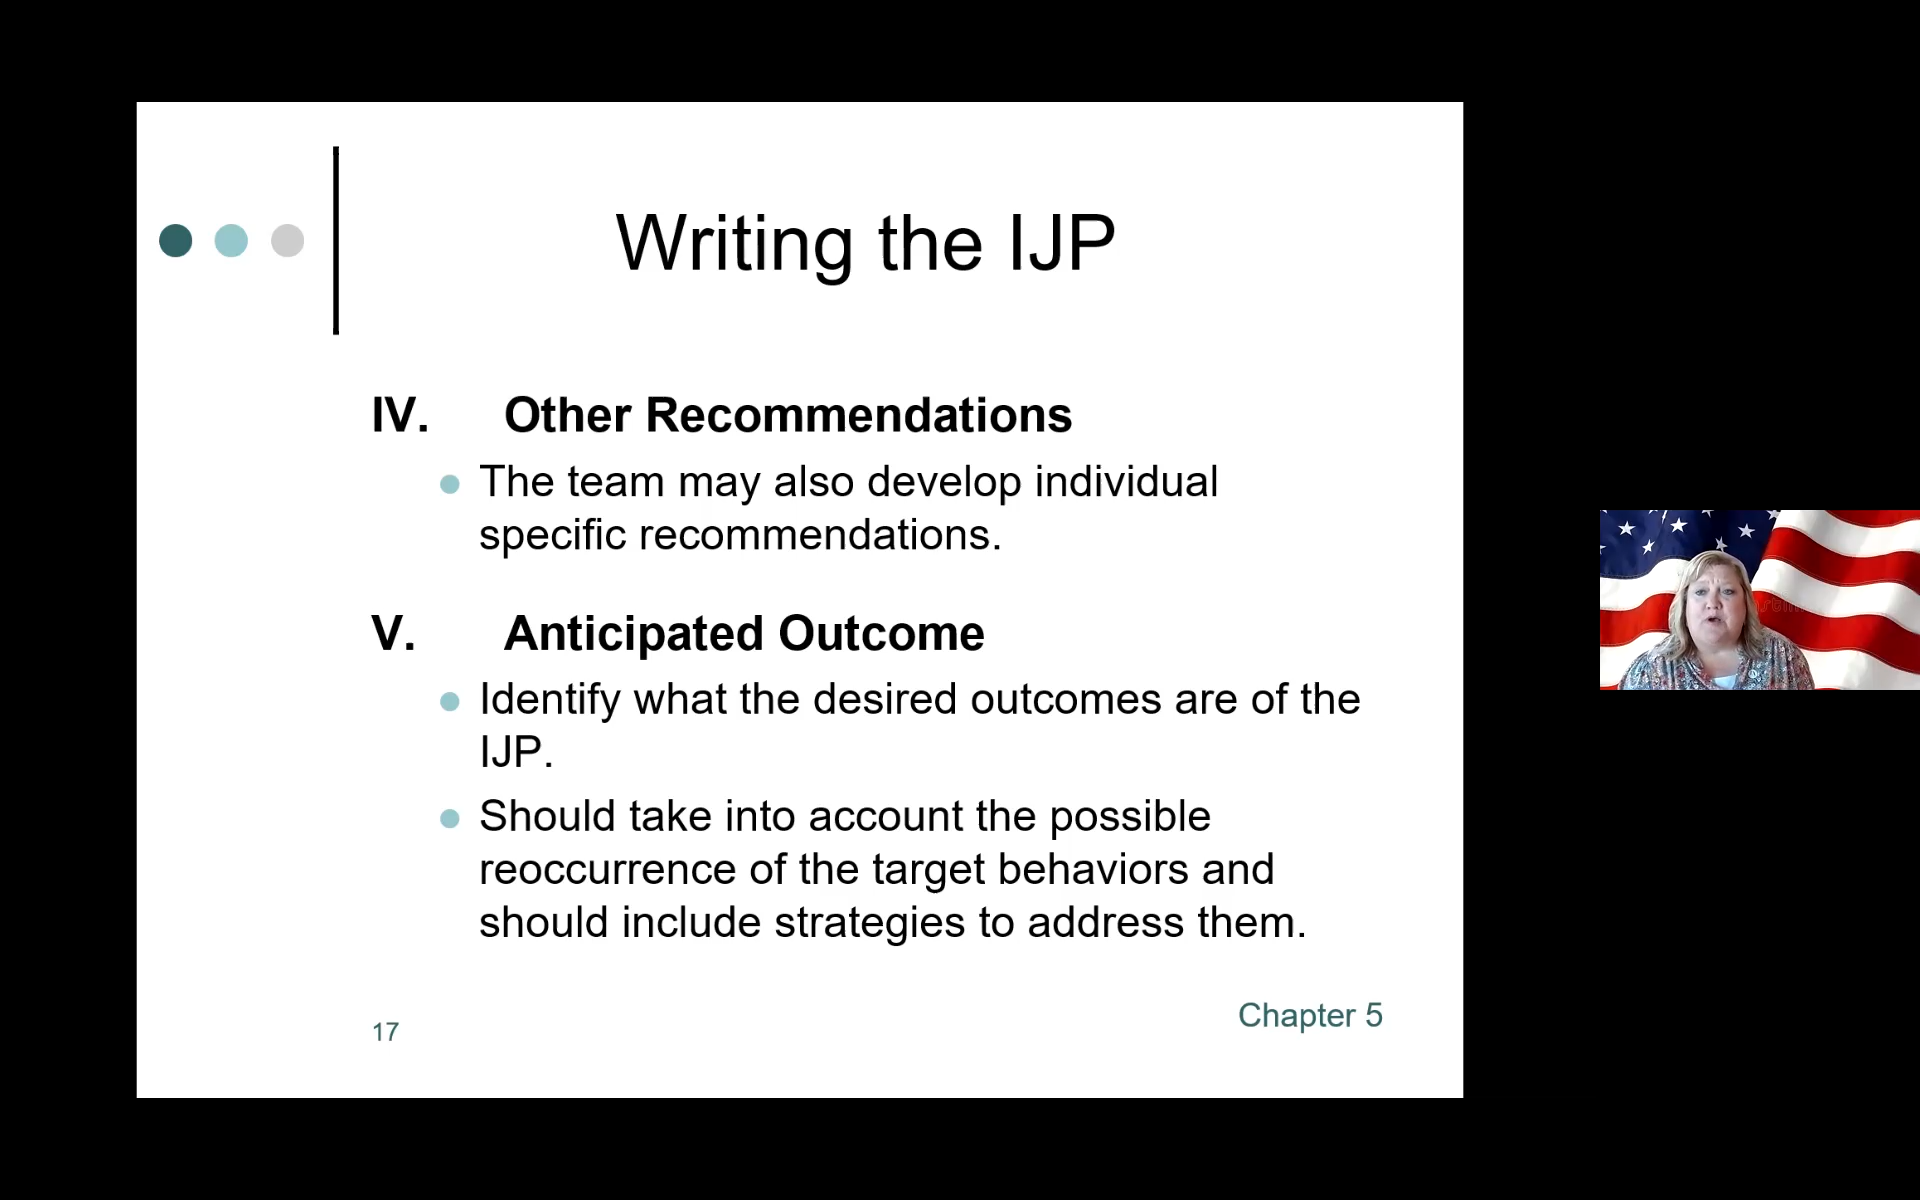 Writing the IJP
IV. Other Recommendations
The team may also develop individual
specific recommendations.
V. Anticipated Outcome
Identify what the desired outcomes are of the
IJP.
Should take into account the possible
reoccurrence of the target behaviors and
should include strategies to address them.
17
Chapter 5